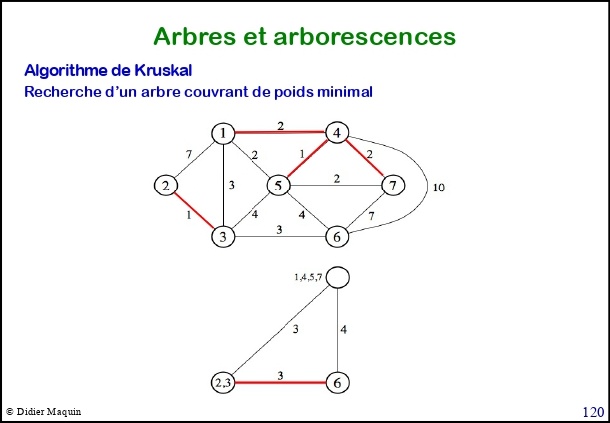 Arbres et arborescences
Algorithme de Kruskal
Recherche d'un arbre couvrant de poids minimal
2
1 4
7 2 1 2
2 3 5 2 7 10
1 4 4 7
3 3 6
1,4,5,7
3 4
3
2,3 6
© Didier Maquin 120